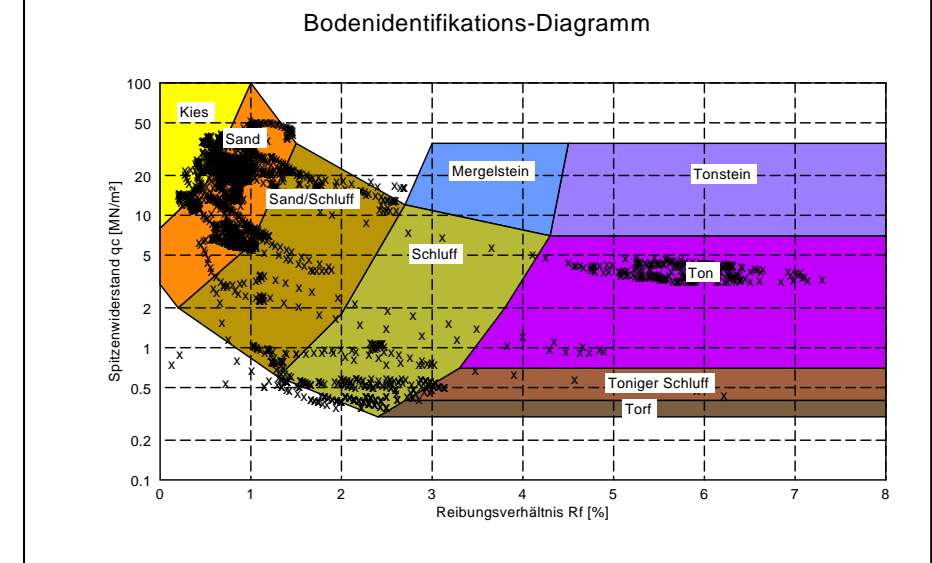 Bodenidentifikations-Diagramm
100
50
20
10
5
2
1
0.5
0.2
0.1
Spitzenwiderstand qc [MN/m²]
Kies
Sand
Sand/Schluff
Mergelstein
Tonstein
Schluff
Ton
Toniger Schluff
Torf
0 1 2 3 4 5 6 7 8
Reibungsverhältnis Rf [%]